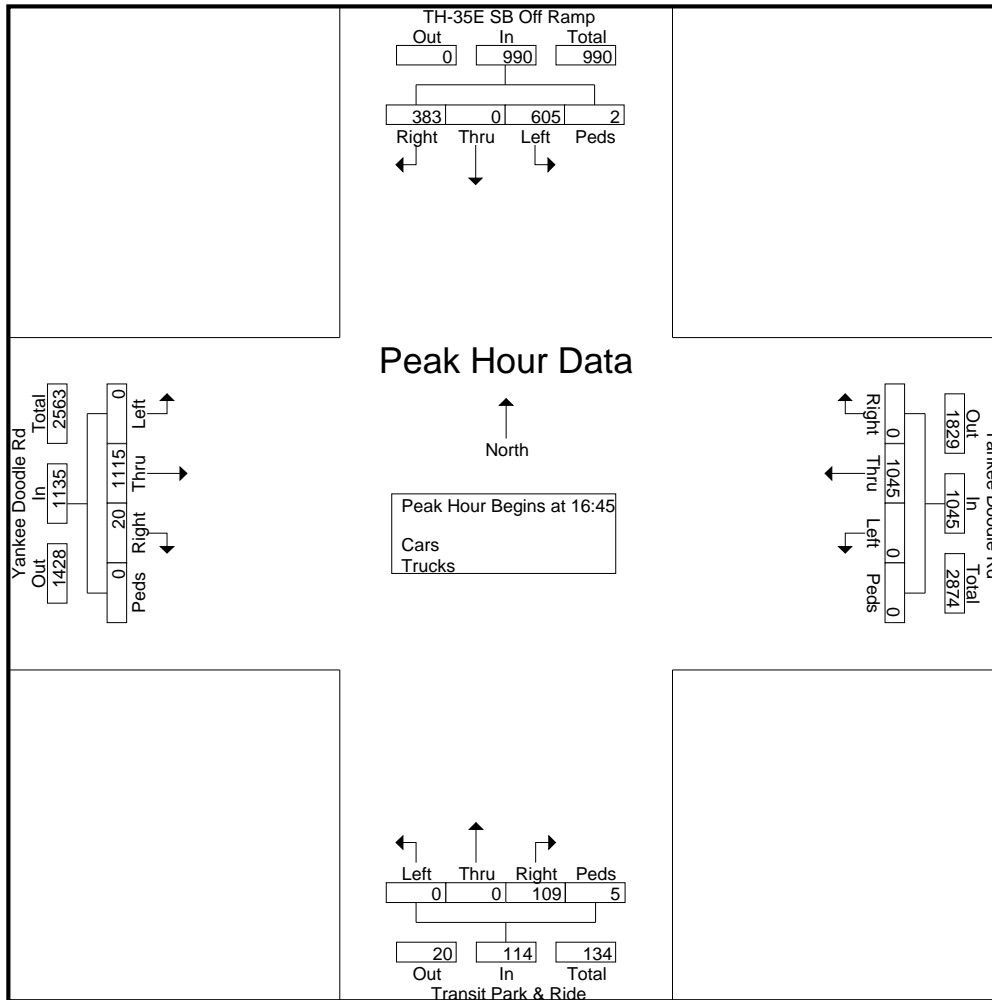 TH-35E SB Off Ramp
Out In Total
0 990 990
383 0 605 2
Right Thru Left Peds
Peak Hour Data
North
Peak Hour Begins at 16:45
Cars
Trucks
Yankee Doodle Rd
Out In Total
1428 1135 2563
0 1115 20 0
Left Thru Right Peds
Yankee Doodle Rd
Out In Total
1829 1045 2874
0 1045 0 0
Right Thru Left Peds
Left Thru Right Peds
0 0 109 5
20 114 134
Out In Total
Transit Park & Ride